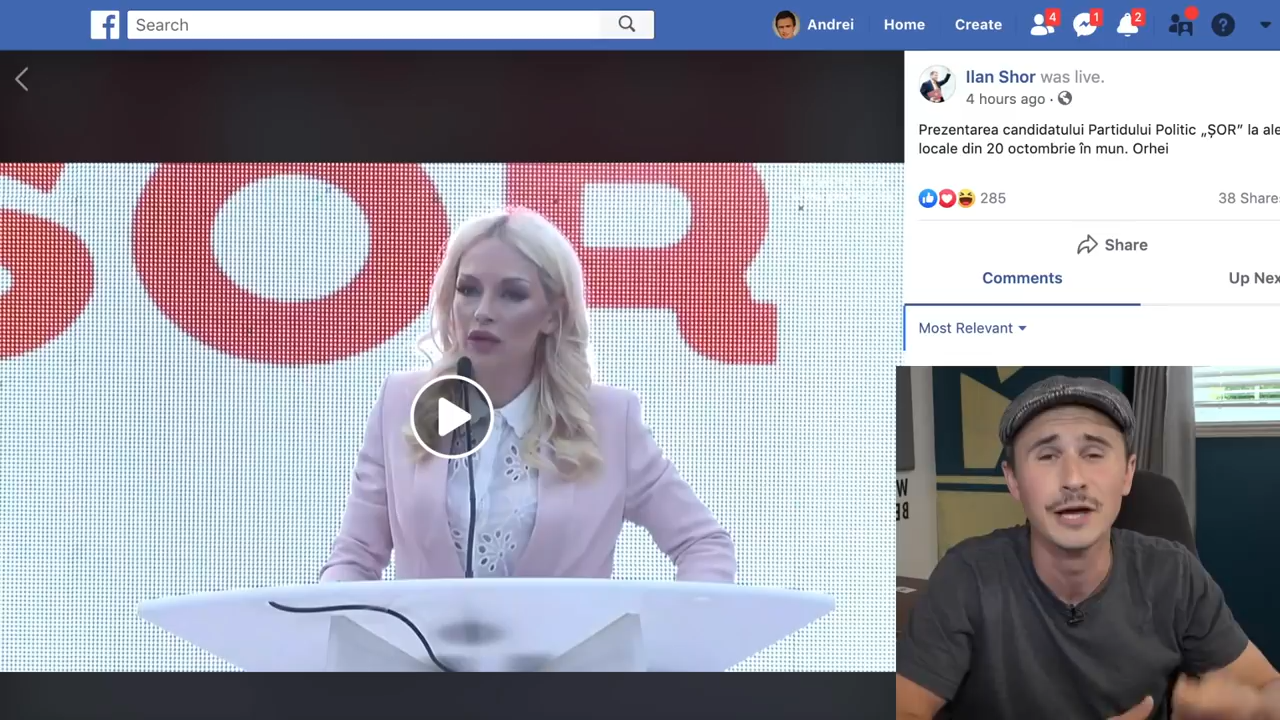 Search
Andrei
Home
Create
4
1
2
Ilan Shor was live.
4 hours ago ·
Prezentarea candidatului Partidului Politic „ȘOR” la ale
locale din 20 octombrie în mun. Orhei
285
38 Shares
Share
Comments
Up Nex
Most Relevant
ȘOR
W
BE